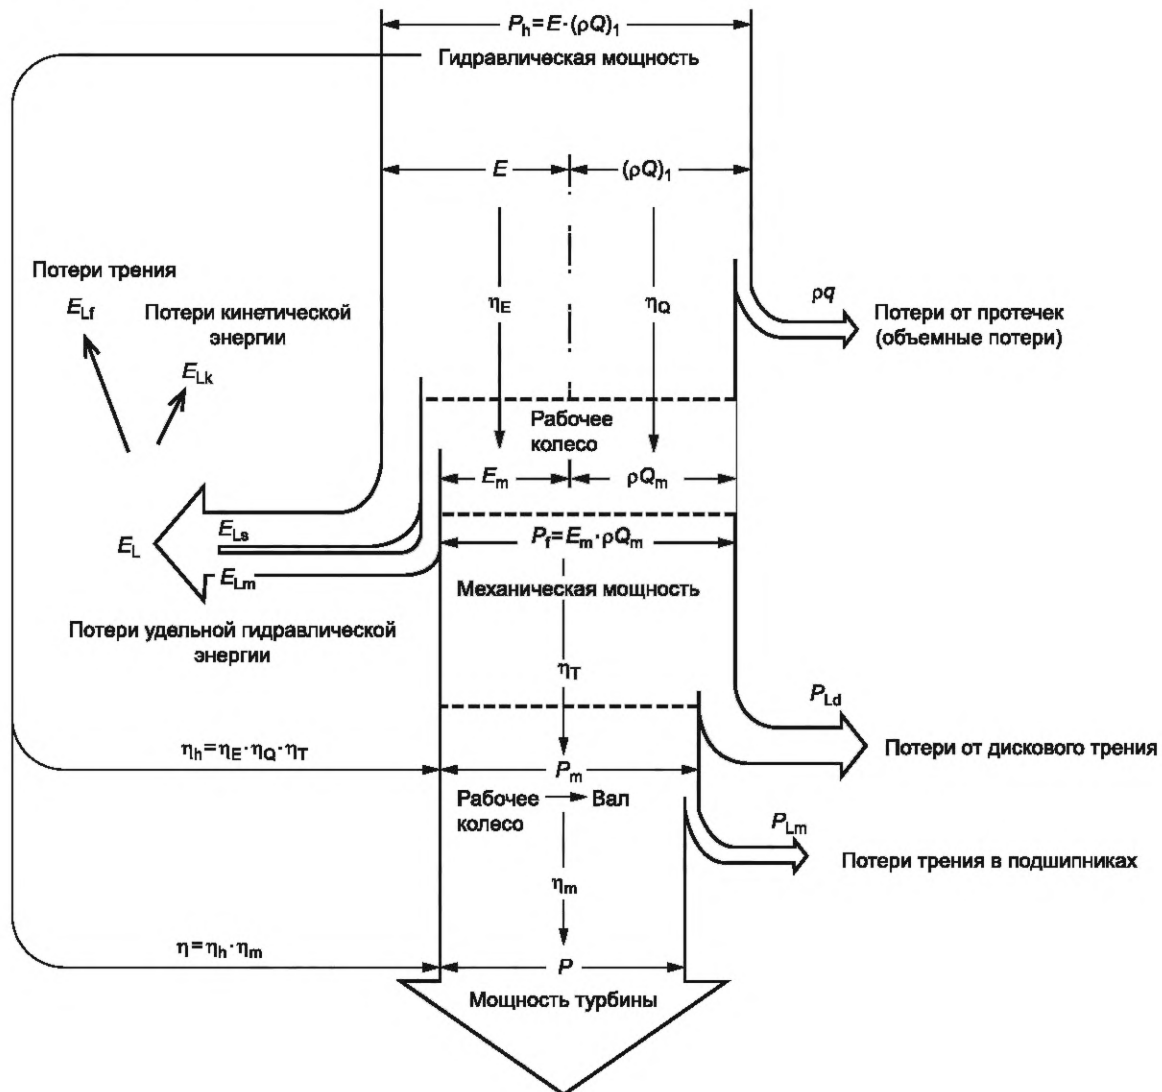 P_h = E · (ρQ)_1
Гидравлическая мощность
E
(ρQ)_1
Потери трения
E_Lf
Потери кинетической
энергии
E_Lk
η_E
η_Q
ρq
Потери от протечек
(объемные потери)
Рабочее
колесо
E_m
ρQ_m
E_L
E_Ls
E_Lm
P_f = E_m · ρQ_m
Механическая мощность
Потери удельной гидравлической
энергии
η_T
P_Ld
Потери от дискового трения
η_h = η_E · η_Q · η_T
P_m
Рабочее
колесо
Вал
P_Lm
Потери трения в подшипниках
η_m
η = η_h · η_m
P
Мощность турбины